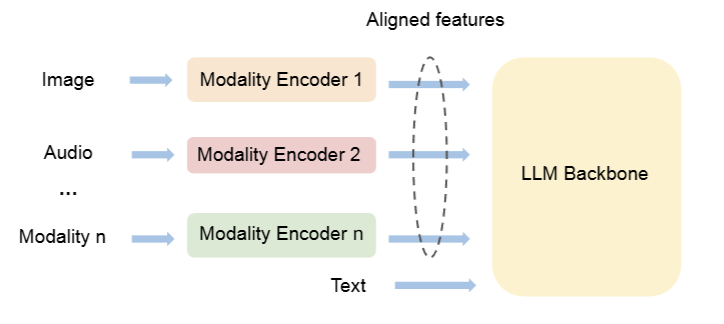 Aligned features
Image
Modality Encoder 1
Audio
Modality Encoder 2
LLM Backbone
...
Modality n
Modality Encoder n
Text